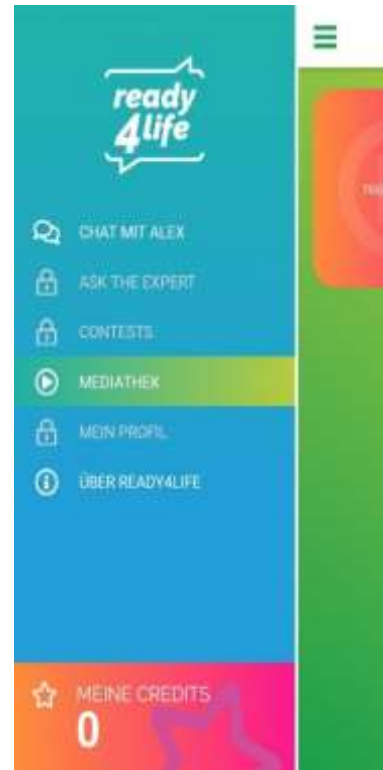 ready
4life
CHAT MIT ALEX
ASK THE EXPERT
CONTESTS
MEDIATHEK
MEIN PROFIL
ÜBER READY4LIFE
MEINE CREDITS
0